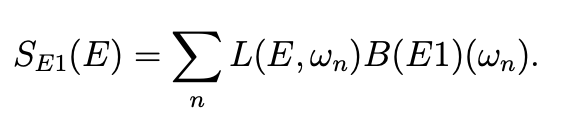 S_{E1}(E) = \sum_{n} L(E, \omega_n) B(E1)(\omega_n).